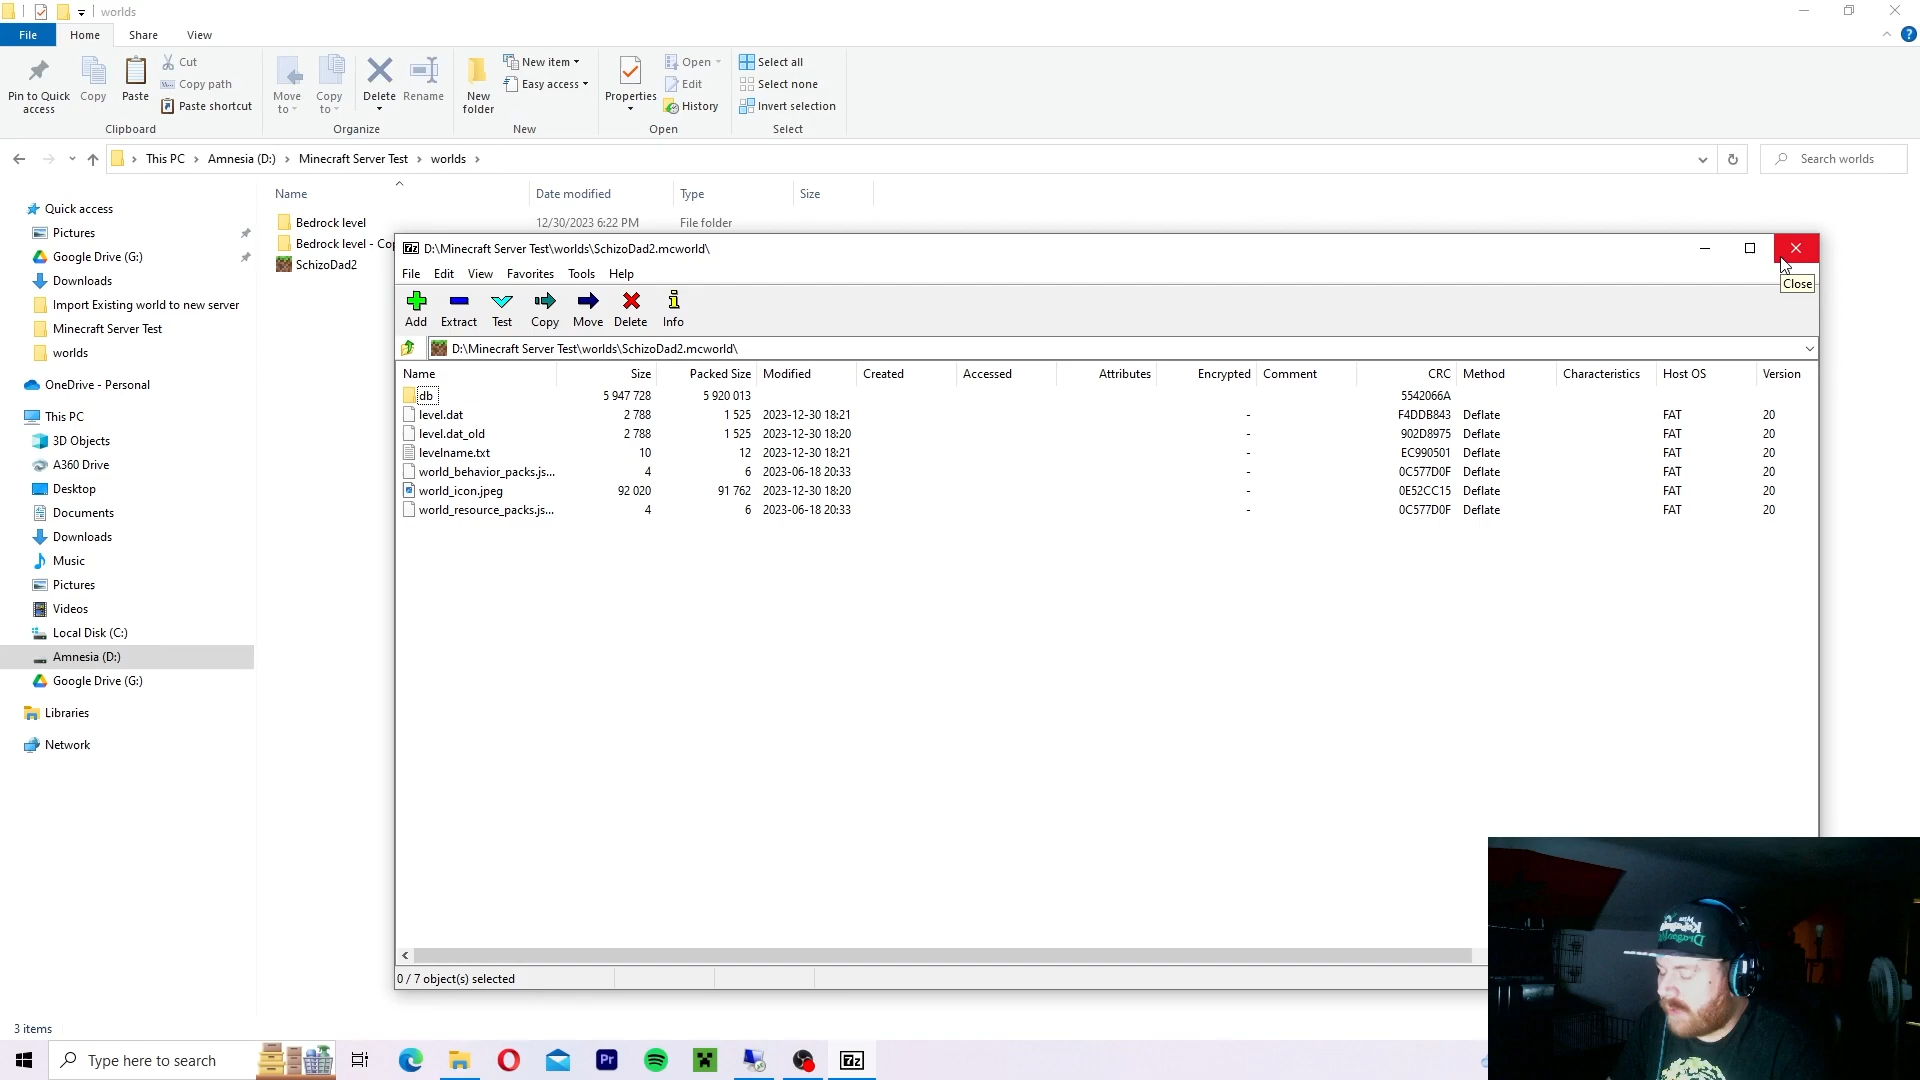 worlds
File Home Share View
Pin to Quick access
Copy
Paste
Cut
Copy path
Paste shortcut
Clipboard
Move to
Copy to
Delete
Rename
Organize
New folder
New item
Easy access
New
Properties
Open
Edit
History
Open
Select all
Select none
Invert selection
Select
This PC > Amnesia (D:) > Minecraft Server Test > worlds >
Search worlds
Name Date modified Type Size
Bedrock level 12/30/2023 6:22 PM File folder
Bedrock level - Cop
SchizoDad2
Quick access
Pictures
Google Drive (G:)
Downloads
Import Existing world to new server
Minecraft Server Test
worlds
OneDrive - Personal
This PC
3D Objects
A360 Drive
Desktop
Documents
Downloads
Music
Pictures
Videos
Local Disk (C:)
Amnesia (D:)
Google Drive (G:)
Libraries
Network
3 items
7z D:\Minecraft Server Test\worlds\SchizoDad2.mcworld\
Close
File Edit View Favorites Tools Help
Add Extract Test Copy Move Delete Info
D:\Minecraft Server Test\worlds\SchizoDad2.mcworld\
Name Size Packed Size Modified Created Accessed Attributes Encrypted Comment CRC Method Characteristics Host OS Version
db 5 947 728 5 920 013 5542066A
level.dat 2 788 1 525 2023-12-30 18:21 - F4DDB843 Deflate FAT 20
level.dat_old 2 788 1 525 2023-12-30 18:20 - 902D8975 Deflate FAT 20
levelname.txt 10 12 2023-12-30 18:21 - EC990501 Deflate FAT 20
world_behavior_packs.js... 4 6 2023-06-18 20:33 - 0C577D0F Deflate FAT 20
world_icon.jpeg 92 020 91 762 2023-12-30 18:20 - 0E52CC15 Deflate FAT 20
world_resource_packs.js... 4 6 2023-06-18 20:33 - 0C577D0F Deflate FAT 20
0 / 7 object(s) selected
Type here to search
Pr
7z